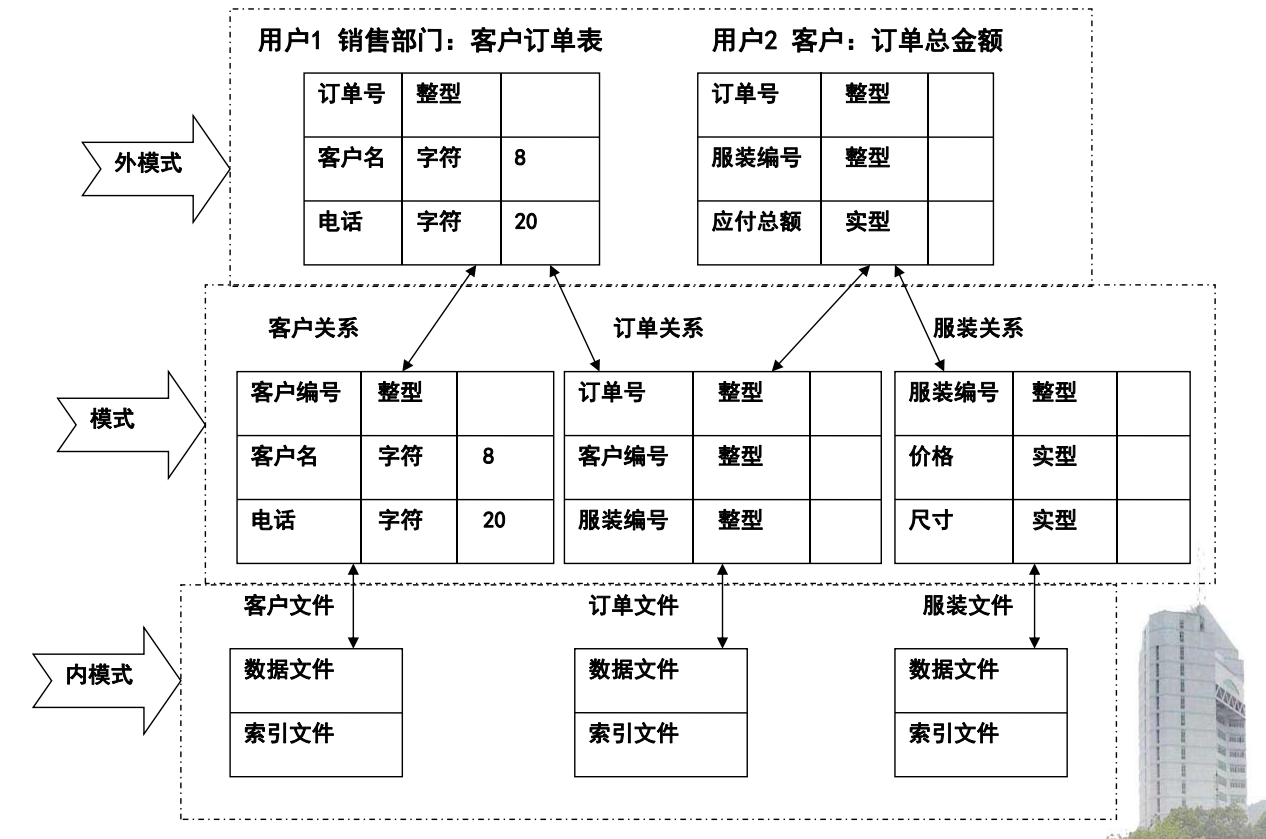 用户1 销售部门：客户订单表
用户2 客户：订单总金额
订单号 整型
客户名 字符 8
电话 字符 20
订单号 整型
服装编号 整型
应付总额 实型
外模式
客户关系
订单关系
服装关系
客户编号 整型
客户名 字符 8
电话 字符 20
订单号 整型
客户编号 整型
服装编号 整型
服装编号 整型
价格 实型
尺寸 实型
模式
客户文件
订单文件
服装文件
数据文件
索引文件
数据文件
索引文件
数据文件
索引文件
内模式